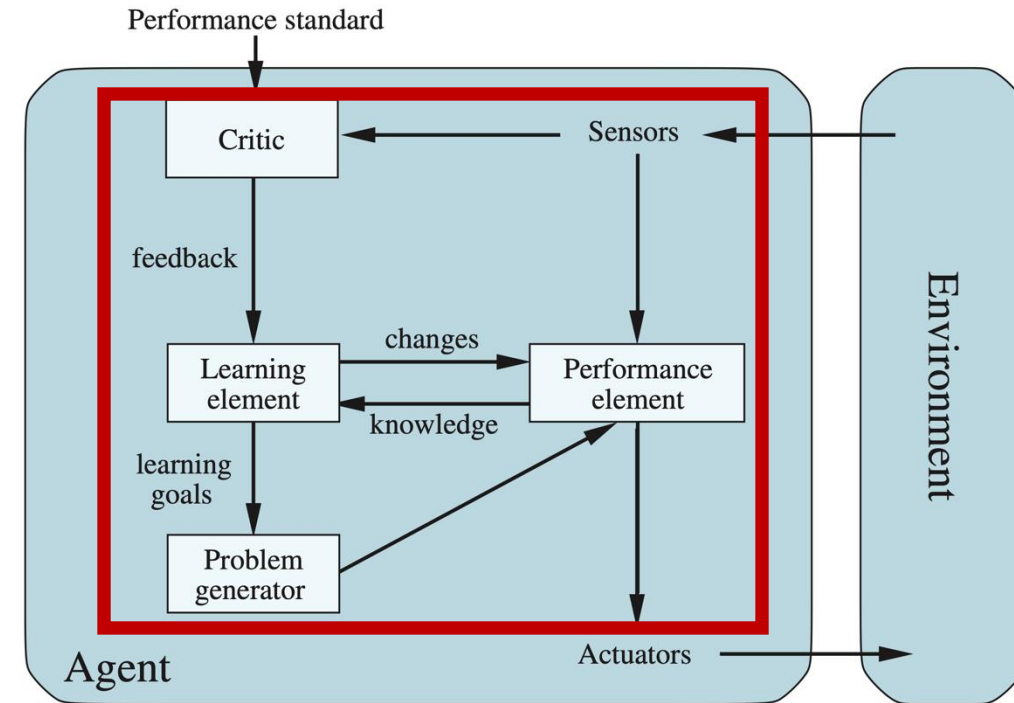 Performance standard
Critic
Sensors
feedback
changes
Learning
element
Performance
element
knowledge
learning
goals
Problem
generator
Actuators
Agent
Environment